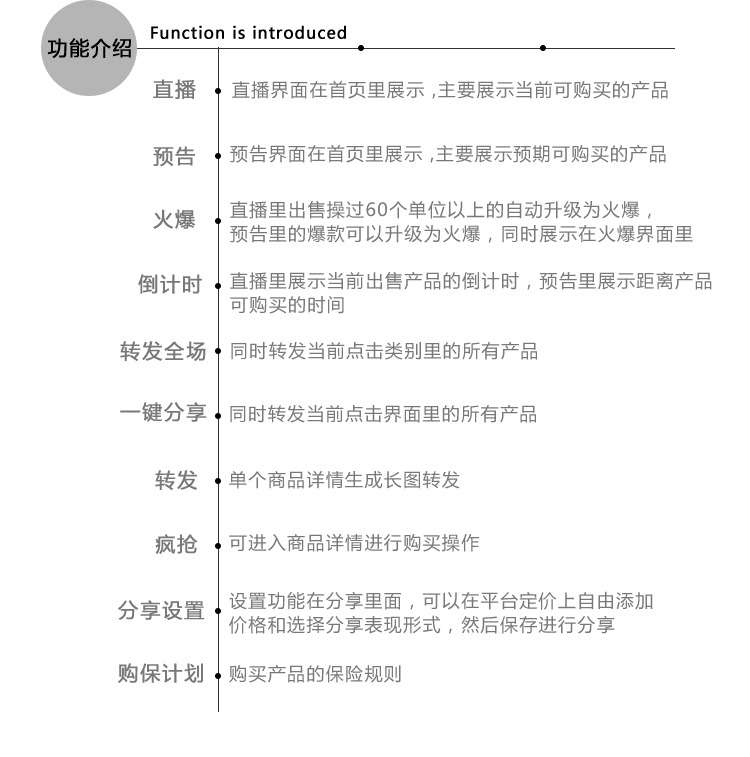 功能介绍
Function is introduced
直播
直播界面在首页里展示,主要展示当前可购买的产品
预告
预告界面在首页里展示,主要展示预期可购买的产品
火爆
直播里出售操过60个单位以上的自动升级为火爆，
预告里的爆款可以升级为火爆，同时展示在火爆界面里
倒计时
直播里展示当前出售产品的倒计时，预告里展示距离产品
可购买的时间
转发全场
同时转发当前点击类别里的所有产品
一键分享
同时转发当前点击界面里的所有产品
转发
单个商品详情生成长图转发
疯抢
可进入商品详情进行购买操作
分享设置
设置功能在分享里面，可以在平台定价上自由添加
价格和选择分享表现形式，然后保存进行分享
购保计划
购买产品的保险规则